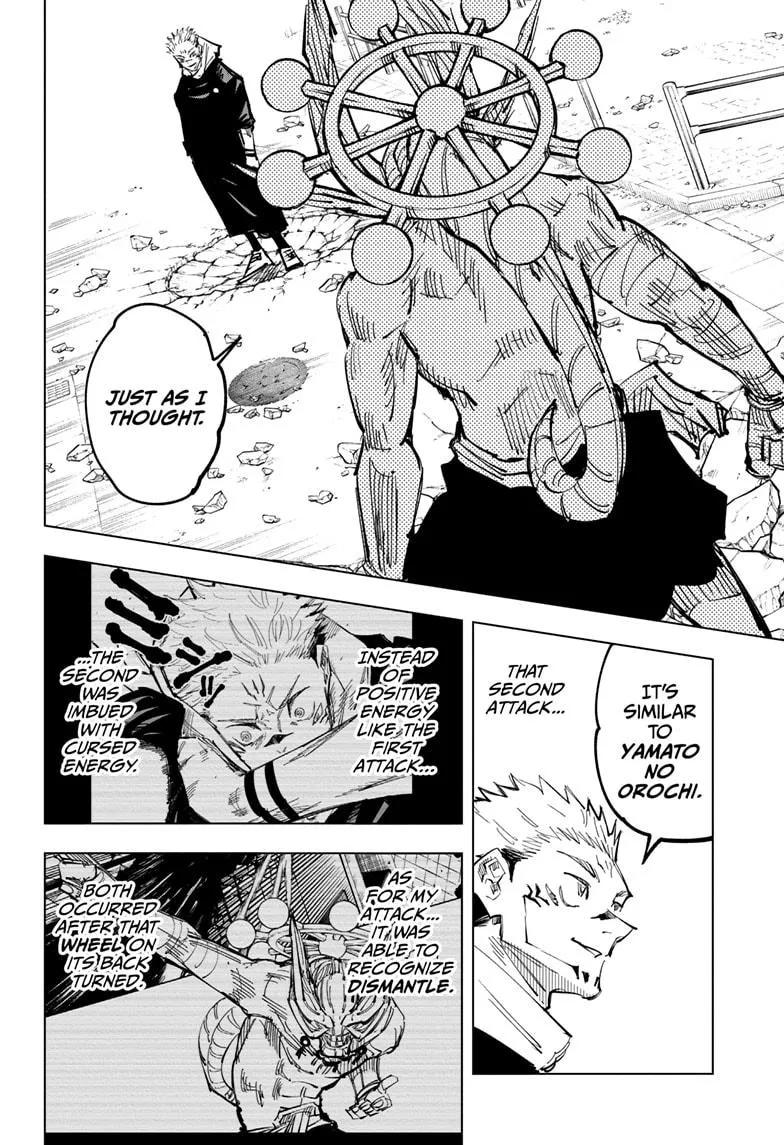 JUST AS I
THOUGHT.
IT'S
SIMILAR
TO
YAMATO
NO
OROCHI.
THAT
SECOND
ATTACK...
INSTEAD
OF
POSITIVE
ENERGY
LIKE THE
FIRST
ATTACK...
...THE
SECOND
WAS
IMBUED
WITH
CURSED
ENERGY.
AS
FOR MY
ATTACK...
IT WAS
ABLE TO
RECOGNIZE
DISMANTLE.
BOTH
OCCURRED
AFTER THAT
WHEEL ON
ITS BACK
TURNED.